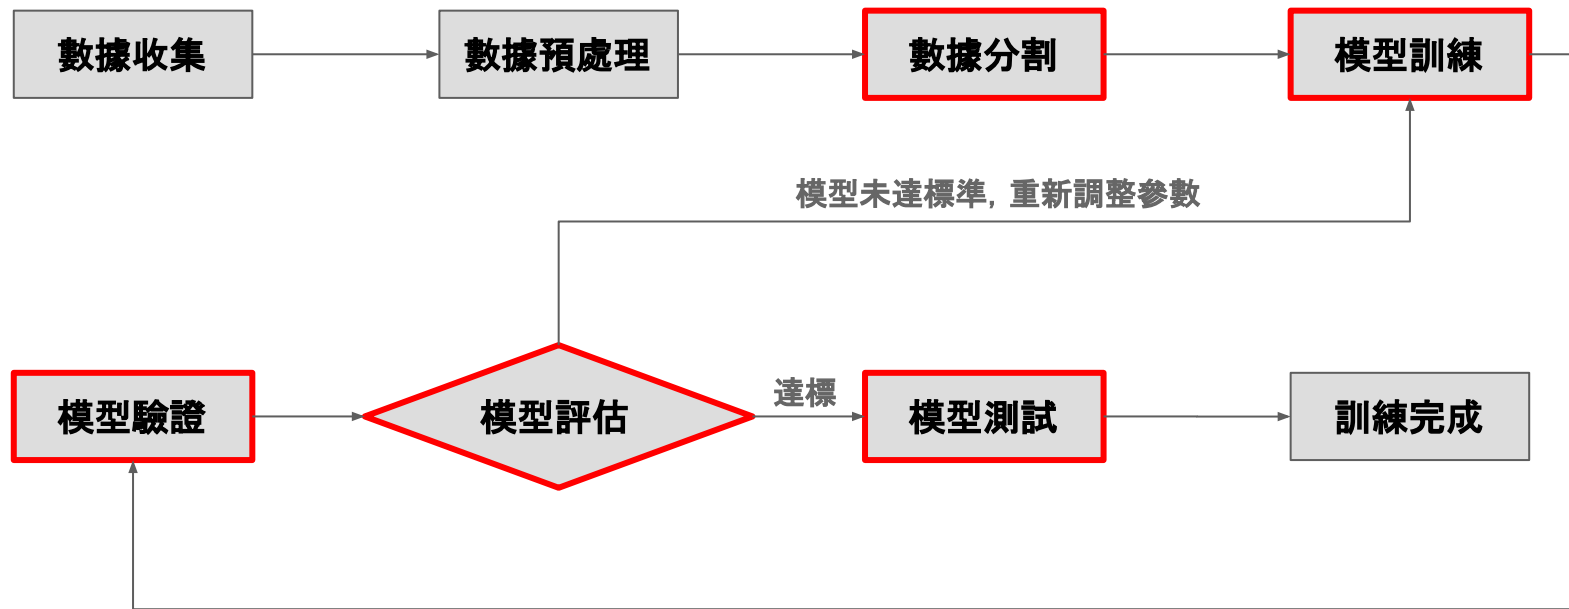 數據收集
數據預處理
數據分割
模型訓練
模型未達標準, 重新調整參數
模型驗證
模型評估
達標
模型測試
訓練完成